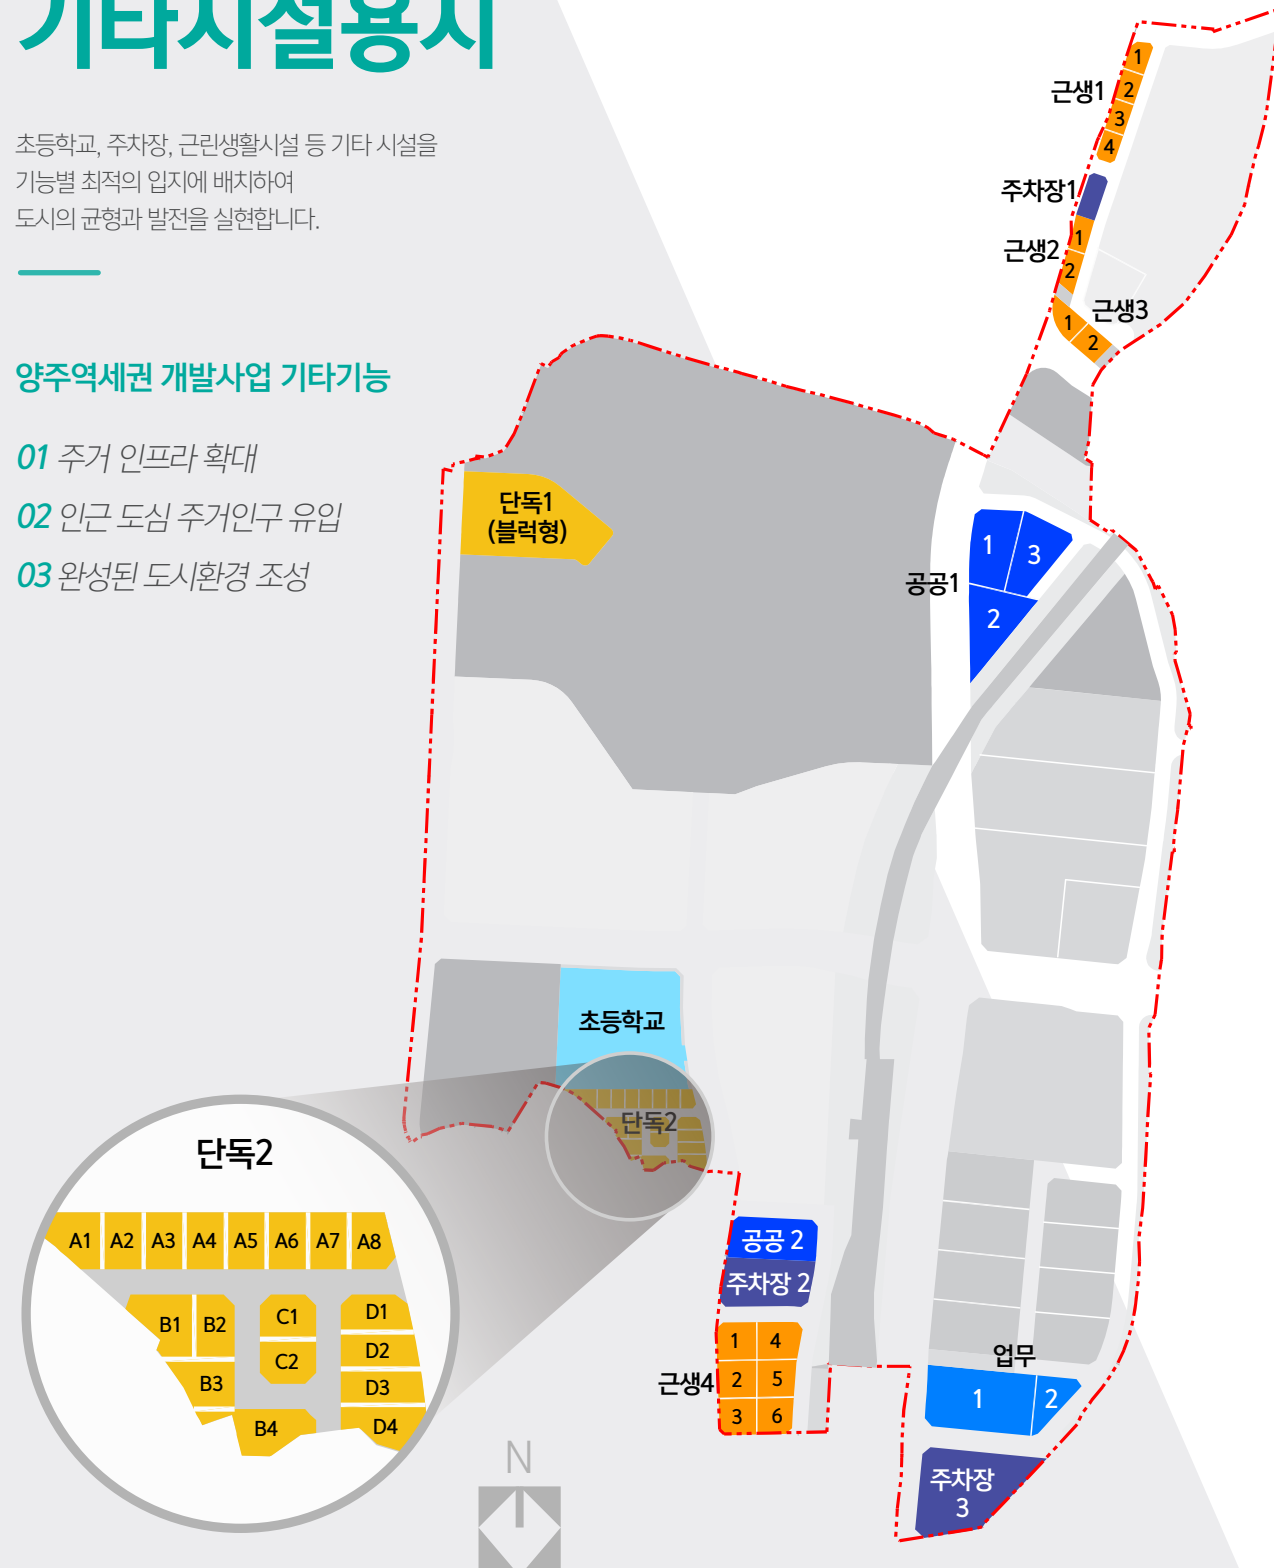 기타시설용지
초등학교, 주차장, 근린생활시설 등 기타 시설을
기능별 최적의 입지에 배치하여
도시의 균형과 발전을 실현합니다.
양주역세권 개발사업 기타기능
01 주거 인프라 확대
02 인근 도심 주거인구 유입
03 완성된 도시환경 조성
근생1
1
2
3
4
주차장1
근생2
1
2
근생3
1
2
단독1
(블럭형)
공공1
1
3
2
초등학교
단독2
단독2
A1 A2 A3 A4 A5 A6 A7 A8
B1 B2
B3
B4
C1
C2
D1
D2
D3
D4
공공 2
주차장 2
근생4
1 4
2 5
3 6
업무
1 2
주차장
3
N